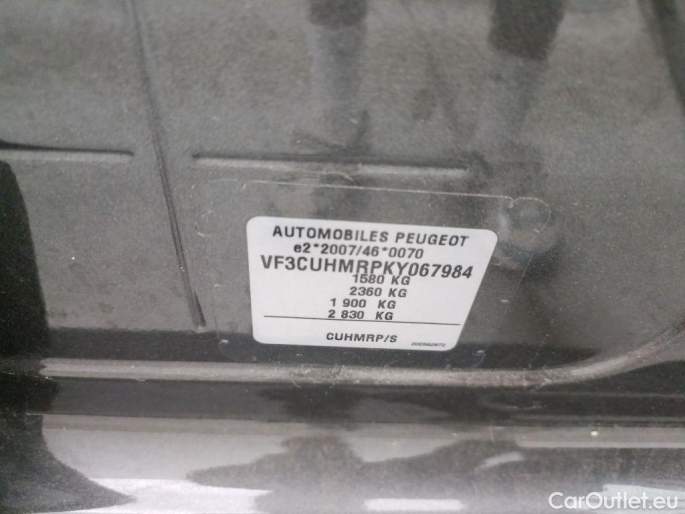 AUTOMOBILES PEUGEOT
e2*2007/46*0070
VF3CUHMRPKY067984
1580 KG
2360 KG
1 900 KG
2 830 KG
CUHMRP/S
CarOutlet.eu